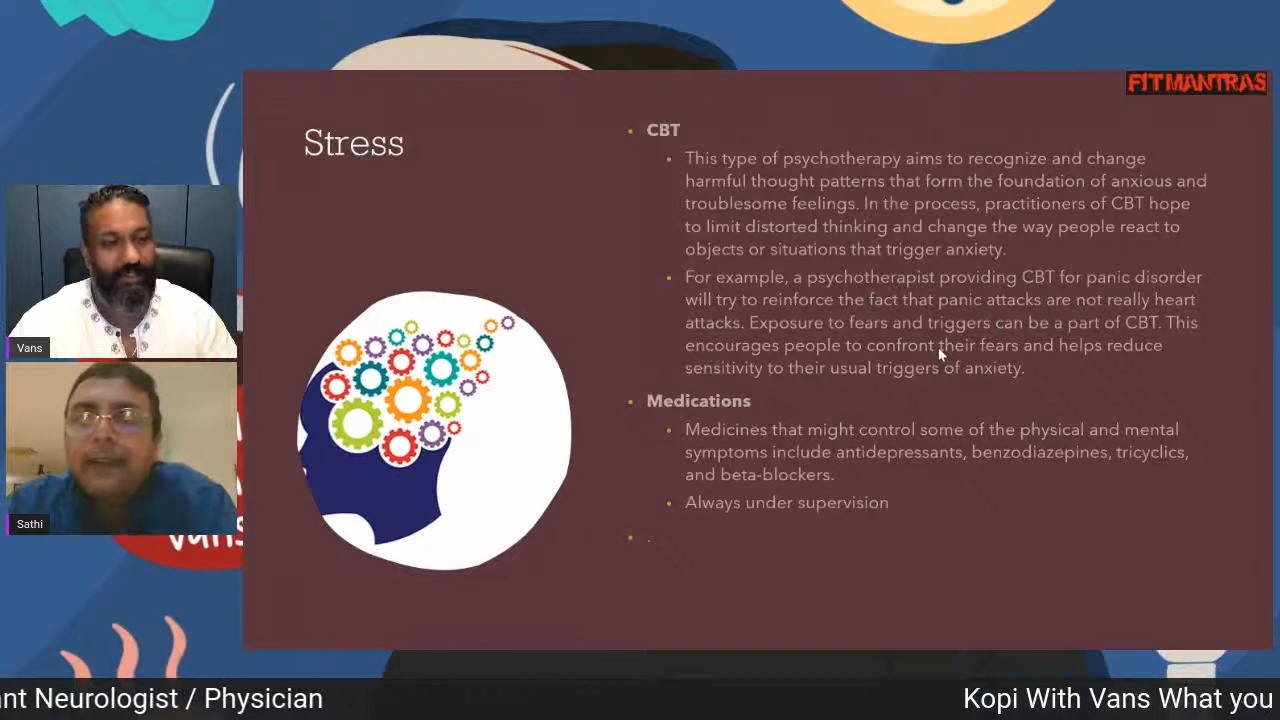 FITMANTRAS
Stress
CBT
This type of psychotherapy aims to recognize and change
harmful thought patterns that form the foundation of anxious and
troublesome feelings. In the process, practitioners of CBT hope
to limit distorted thinking and change the way people react to
objects or situations that trigger anxiety.
For example, a psychotherapist providing CBT for panic disorder
will try to reinforce the fact that panic attacks are not really heart
attacks. Exposure to fears and triggers can be a part of CBT. This
encourages people to confront their fears and helps reduce
sensitivity to their usual triggers of anxiety.
Medications
Medicines that might control some of the physical and mental
symptoms include antidepressants, benzodiazepines, tricyclics,
and beta-blockers.
Always under supervision
.
Vans
Sathi
vans
ant Neurologist / Physician
Kopi With Vans What you